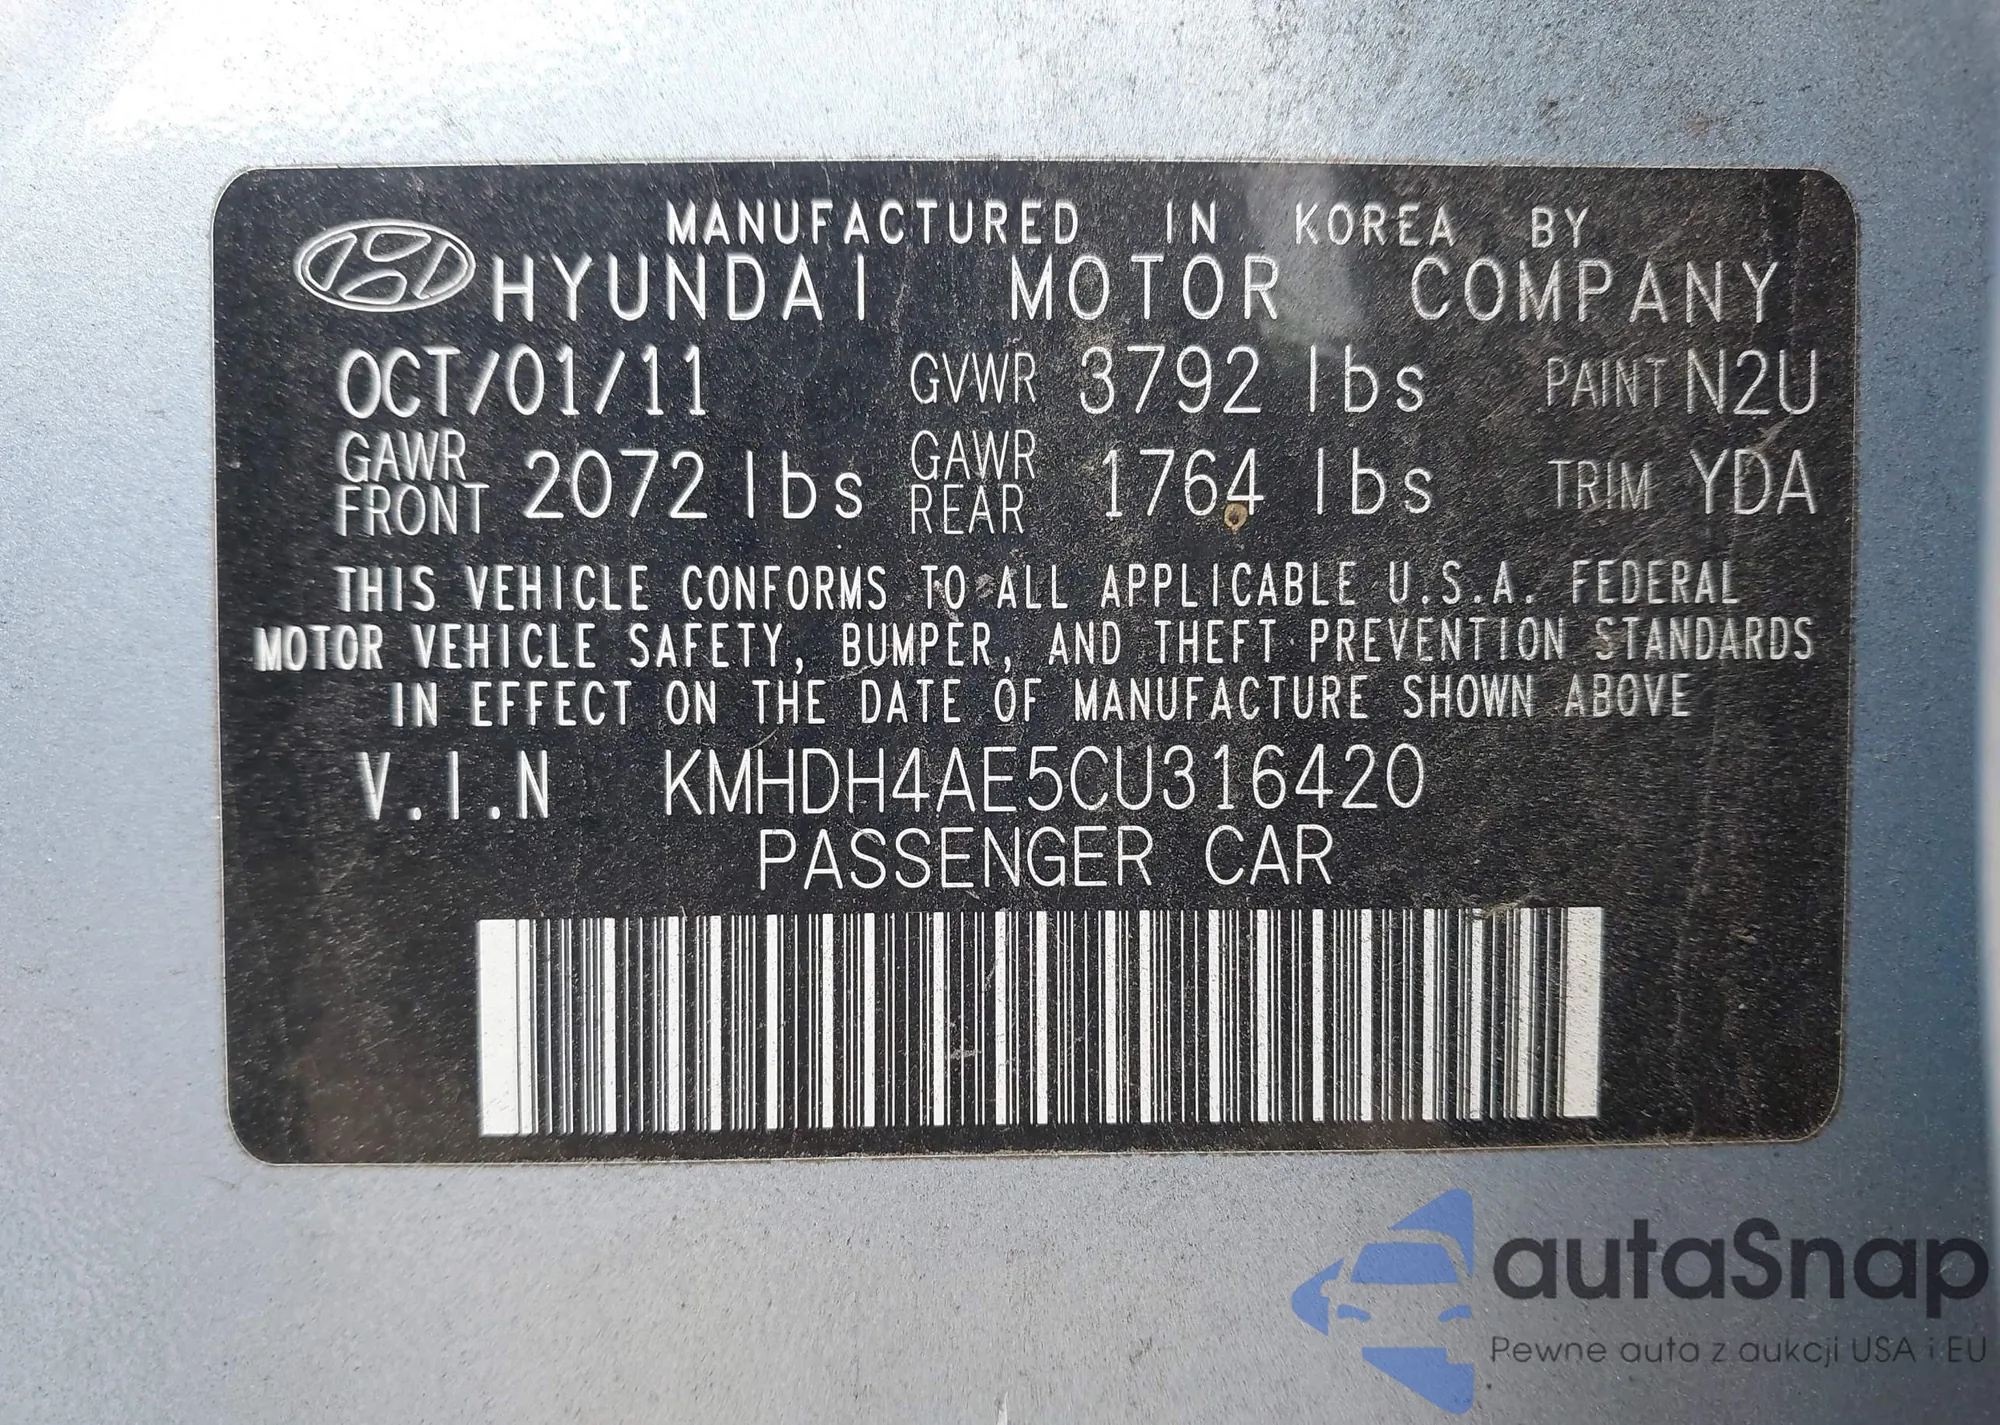 MANUFACTURED IN KOREA BY
HYUNDAI MOTOR COMPANY
OCT/01/11 GVWR 3792 lbs PAINT N2U
GAWR FRONT 2072 lbs GAWR REAR 1764 lbs TRIM YDA
THIS VEHICLE CONFORMS TO ALL APPLICABLE U.S.A. FEDERAL
MOTOR VEHICLE SAFETY, BUMPER, AND THEFT PREVENTION STANDARDS
IN EFFECT ON THE DATE OF MANUFACTURE SHOWN ABOVE
V.I.N KMHDH4AE5CU316420
PASSENGER CAR
autaSnap
Pewne auta z aukcji USA i EU